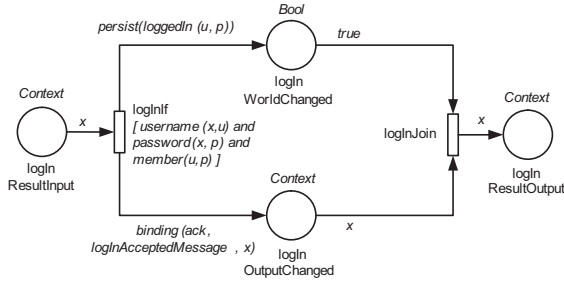 Bool
persist(loggedIn (u, p))
true
logIn
WorldChanged
Context
x
logIn
ResultInput
logInIf
[ username (x,u) and
password(x, p) and
member(u,p) ]
logInJoin
x
Context
logIn
ResultOutput
Context
binding (ack,
logInAcceptedMessage , x)
x
logIn
OutputChanged